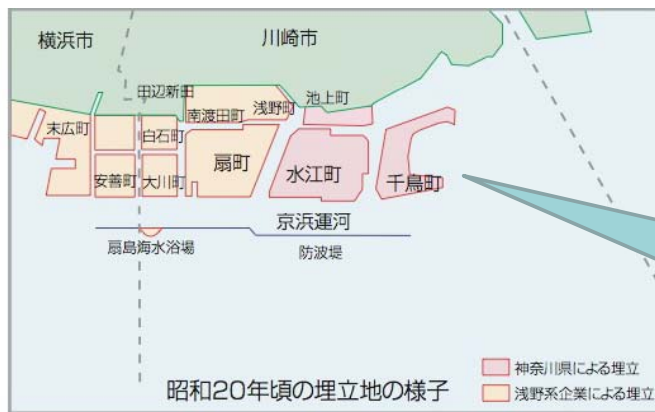 横浜市
川崎市
田辺新田
池上町
浅野町
南渡田町
末広町
白石町
扇町
水江町
千鳥町
安善町
大川町
京浜運河
扇島海水浴場
防波堤
昭和20年頃の埋立地の様子
神奈川県による埋立
浅野系企業による埋立